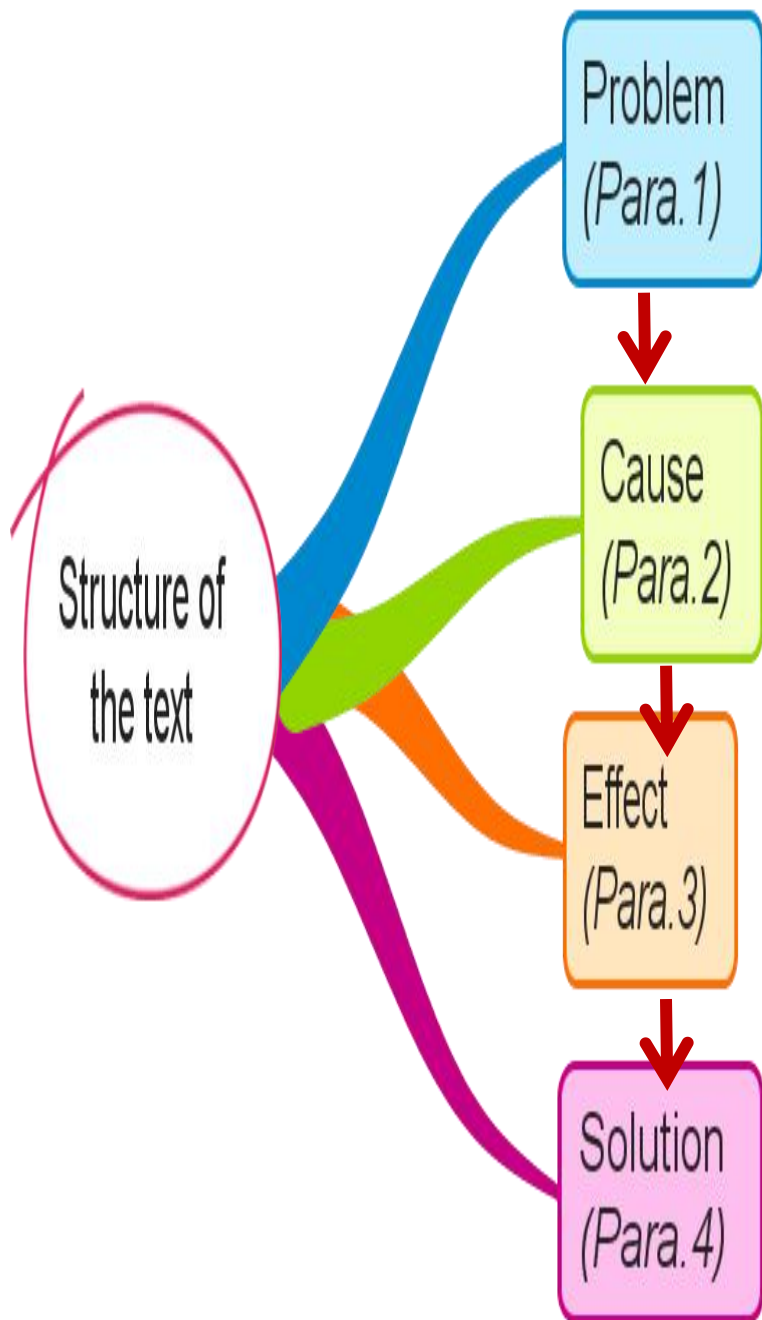 Problem
(Para.1)
Cause
(Para.2)
Structure of
the text
Effect
(Para.3)
Solution
(Para.4)